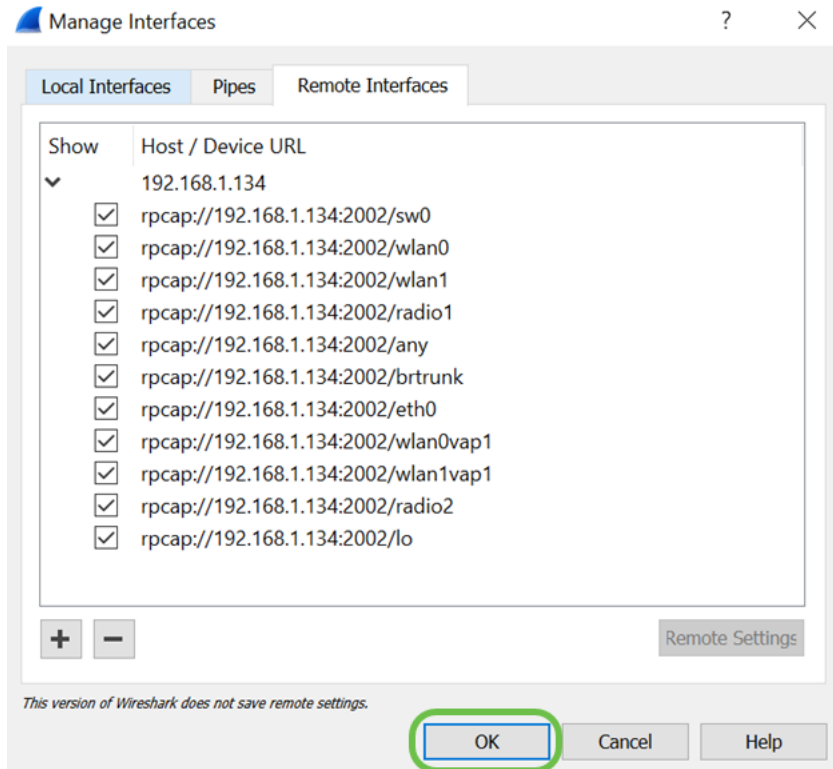 Manage Interfaces ?
Local Interfaces Pipes Remote Interfaces
Show Host / Device URL
192.168.1.134
rpcap://192.168.1.134:2002/sw0
rpcap://192.168.1.134:2002/wlan0
rpcap://192.168.1.134:2002/wlan1
rpcap://192.168.1.134:2002/radio1
rpcap://192.168.1.134:2002/any
rpcap://192.168.1.134:2002/brtrunk
rpcap://192.168.1.134:2002/eth0
rpcap://192.168.1.134:2002/wlan0vap1
rpcap://192.168.1.134:2002/wlan1vap1
rpcap://192.168.1.134:2002/radio2
rpcap://192.168.1.134:2002/lo
+ − Remote Settings
This version of Wireshark does not save remote settings.
OK Cancel Help